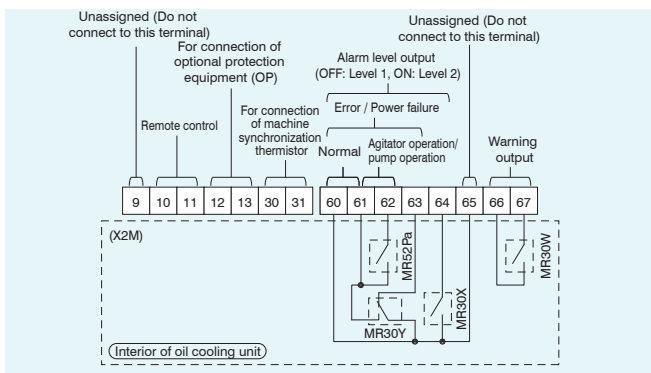 Unassigned (Do not
connect to this terminal)
For connection of
optional protection
equipment (OP)
Unassigned (Do not
connect to this terminal)
Alarm level output
(OFF: Level 1, ON: Level 2)
Remote control
For connection
of machine
synchronization
thermistor
Error / Power failure
Normal
Agitator operation/
pump operation
Warning
output
9 10 11 12 13 30 31 60 61 62 63 64 65 66 67
(X2M)
MR52Pa
MR30Y
MR30X
MR30W
Interior of oil cooling unit